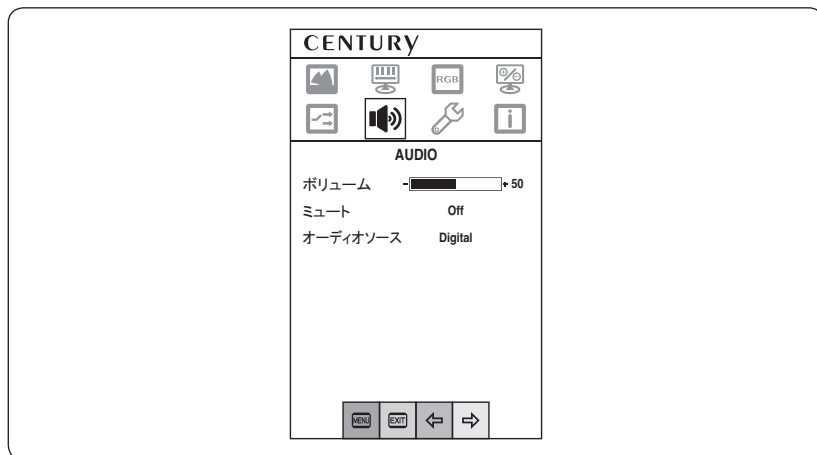 CENTURY
RGB
AUDIO
ボリューム - + 50
ミュート Off
オーディオソース Digital
MENU EXIT